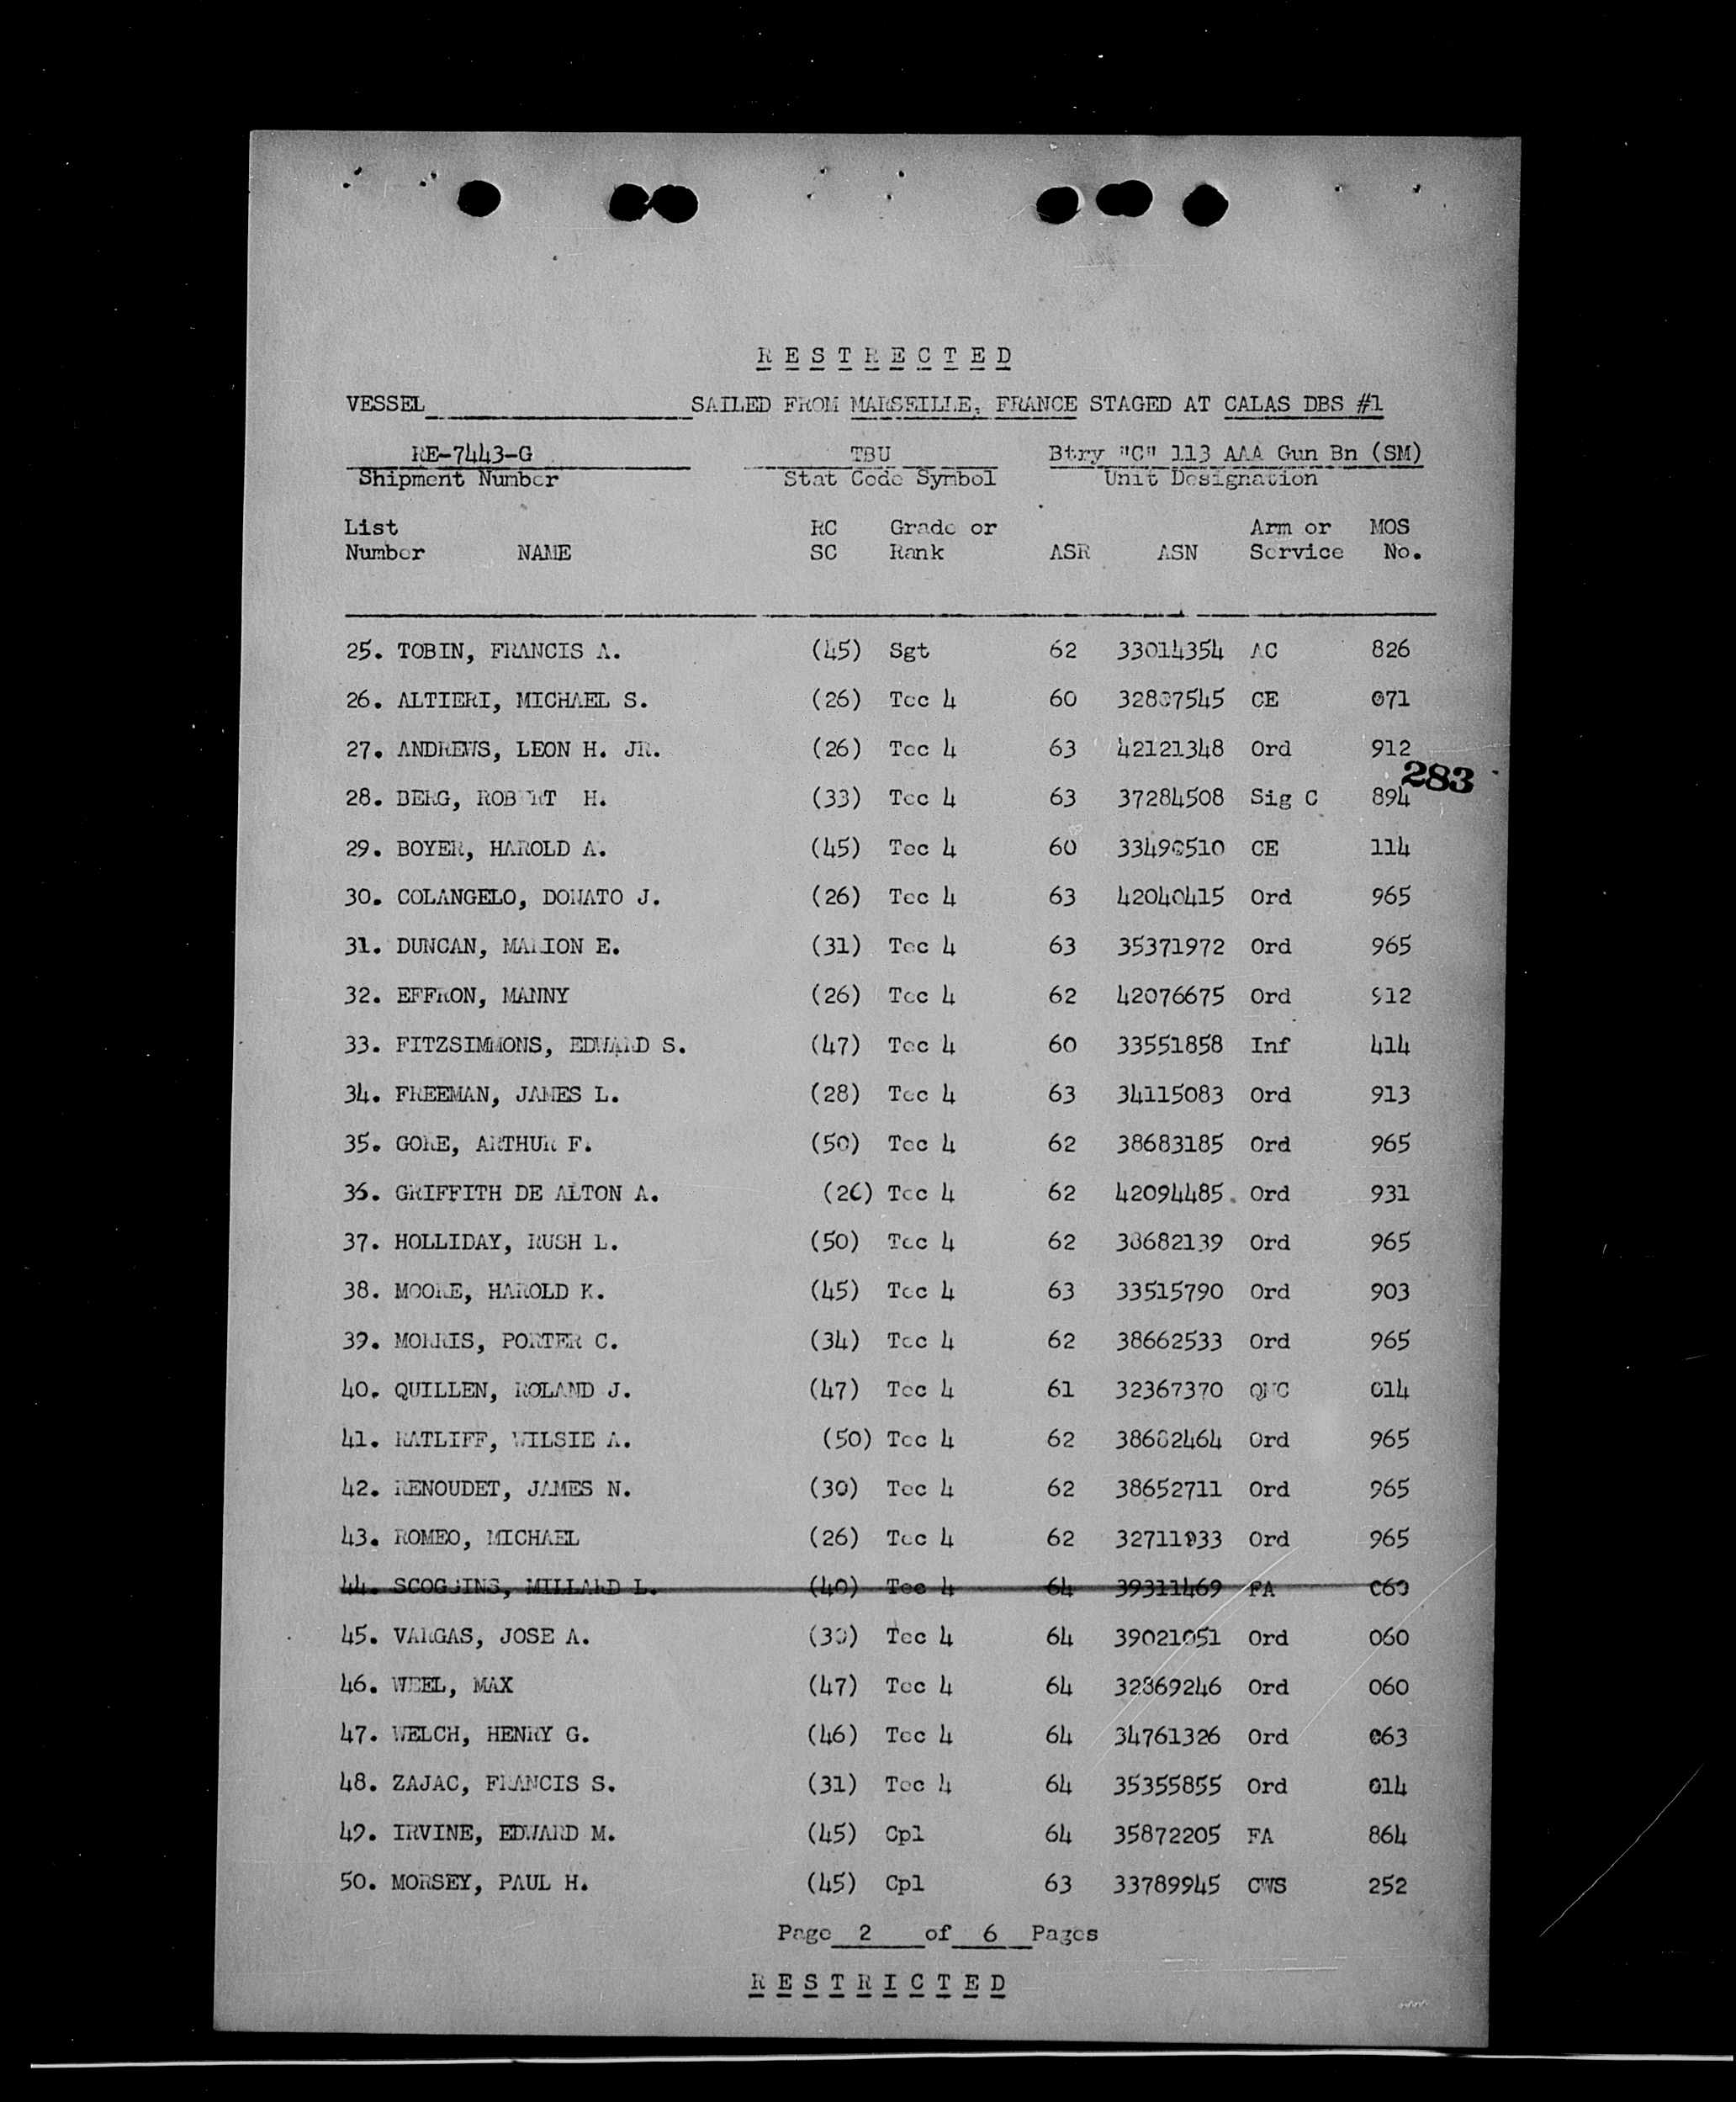 RESTRECTED
VESSEL SAILED FROM MARSEILLE, FRANCE STAGED AT CALAS DBS #1
RE-7443-G TBU Btry "C" 113 AAA Gun Bn (SM)
Shipment Number Stat Code Symbol Unit Designation
List RC Grade or Arm or MOS
Number NAME SC Rank ASR ASN Service No.
25. TOBIN, FRANCIS A. (45) Sgt 62 33014354 AC 826
26. ALTIERI, MICHAEL S. (26) Tec 4 60 CE 071
27. ANDREWS, LEON H. JR. (26) Tec 4 63 42121348 Ord 912
283
28. BERG, ROBERT H. (33) Tec 4 63 37284508 Sig C 894
29. BOYER, HAROLD A. (45) Tec 4 60 33490510 CE 114
30. COLANGELO, DONATO J. (26) Tec 4 63 42040415 Ord 965
31. DUNCAN, MARION E. (31) Tec 4 63 35371972 Ord 965
32. EFFRON, MANNY (26) Tec 4 62 42076675 Ord 912
33. FITZSIMMONS, EDWARD S. (47) Tec 4 60 33551858 Inf 414
34. FREEMAN, JAMES L. (28) Tec 4 63 34115083 Ord 913
35. GORE, ARTHUR F. (50) Tec 4 62 38683185 Ord 965
36. GRIFFITH DE ALTON A. (26) Tec 4 62 42094485 Ord 931
37. HOLLIDAY, RUSH L. (50) Tec 4 62 38682139 Ord 965
38. MOORE, HAROLD K. (45) Tec 4 63 33515790 Ord 903
39. MORRIS, PORTER C. (34) Tec 4 62 38662533 Ord 965
40. QUILLEN, ROLAND J. (47) Tec 4 61 32367370 QMC 014
41. RATLIFF, WILSIE A. (50) Tec 4 62 38682464 Ord 965
42. RENOUDET, JAMES N. (30) Tec 4 62 38652711 Ord 965
43. ROMEO, MICHAEL (26) Tec 4 62 32711933 Ord 965
44. SCOGGINS, MILLARD L. (40) Tec 4 64 39311469 FA 060
45. VARGAS, JOSE A. Tec 4 64 39021051 Ord 060
46. WEEL, MAX (47) Tec 4 64 32869246 Ord 060
47. WELCH, HENRY G. (46) Tec 4 64 34761326 Ord 063
48. ZAJAC, FRANCIS S. (31) Tec 4 64 35355855 Ord 014
49. IRVINE, EDWARD M. (45) Cpl 64 35872205 FA 864
50. MORSEY, PAUL H. (45) Cpl 63 33789945 CWS 252
Page 2 of 6 Pages
RESTRICTED